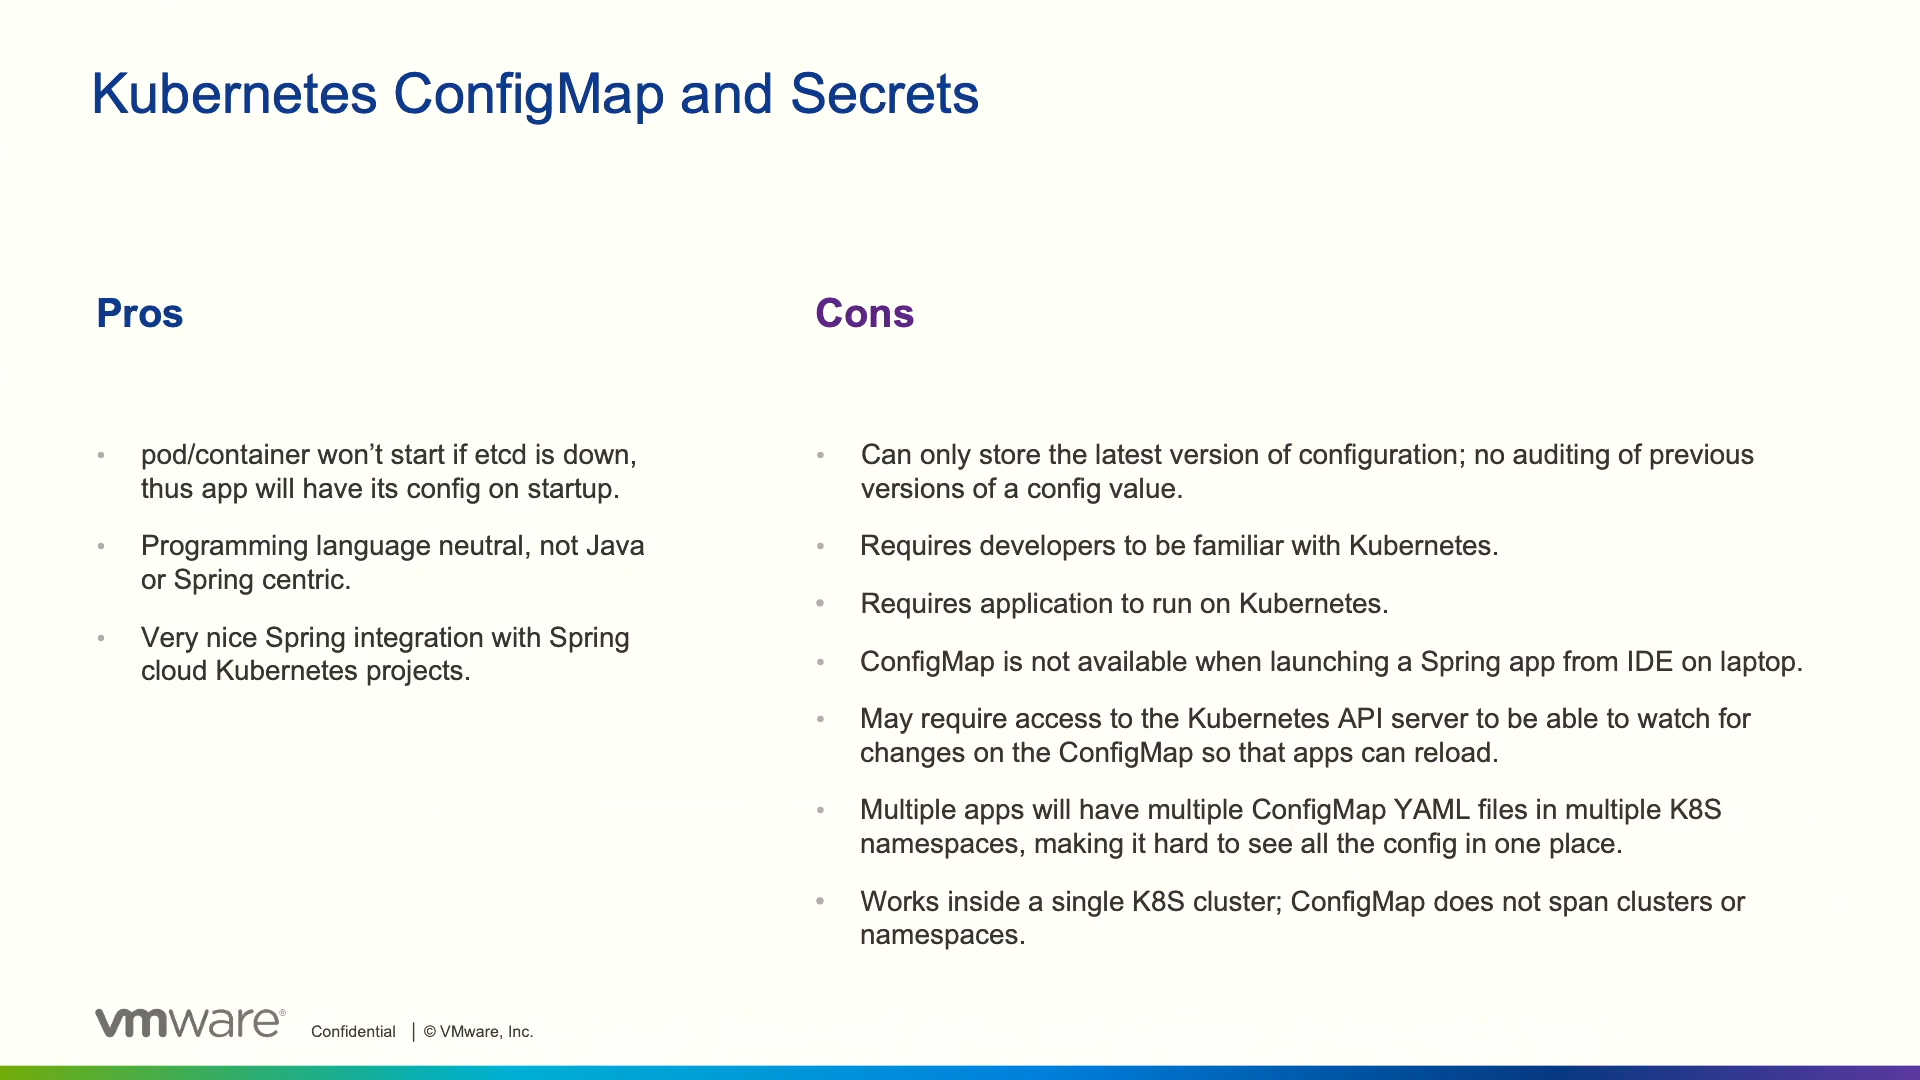 Kubernetes ConfigMap and Secrets
Pros
• pod/container won’t start if etcd is down,
thus app will have its config on startup.
• Programming language neutral, not Java
or Spring centric.
• Very nice Spring integration with Spring
cloud Kubernetes projects.
Cons
• Can only store the latest version of configuration; no auditing of previous
versions of a config value.
• Requires developers to be familiar with Kubernetes.
• Requires application to run on Kubernetes.
• ConfigMap is not available when launching a Spring app from IDE on laptop.
• May require access to the Kubernetes API server to be able to watch for
changes on the ConfigMap so that apps can reload.
• Multiple apps will have multiple ConfigMap YAML files in multiple K8S
namespaces, making it hard to see all the config in one place.
• Works inside a single K8S cluster; ConfigMap does not span clusters or
namespaces.
vmware® Confidential | © VMware, Inc.